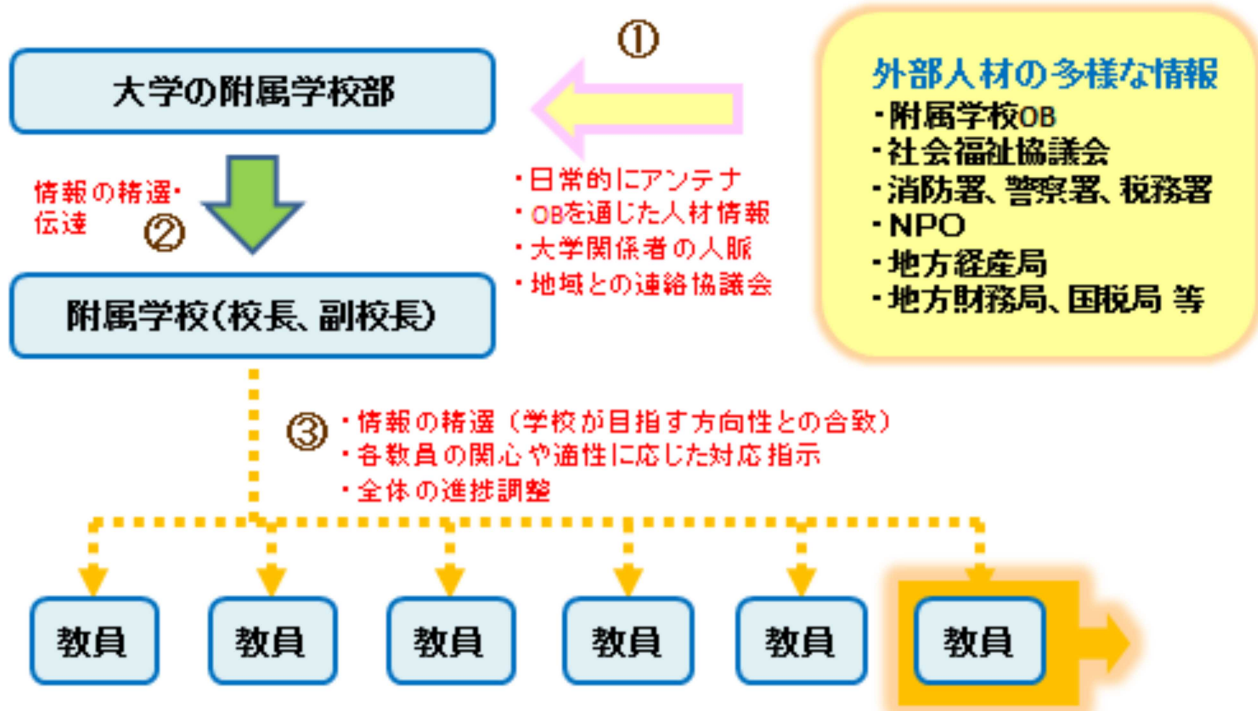 ①
大学の附属学校部
外部人材の多様な情報
・附属学校OB
・社会福祉協議会
・消防署、警察署、税務署
・NPO
・地方経産局
・地方財務局、国税局 等
・日常的にアンテナ
・OBを通じた人材情報
・大学関係者の人脈
・地域との連絡協議会
情報の精選・
伝達
②
附属学校(校長、副校長)
③
・情報の精選（学校が目指す方向性との合致）
・各教員の関心や適性に応じた対応指示
・全体の進捗調整
教員
教員
教員
教員
教員
教員